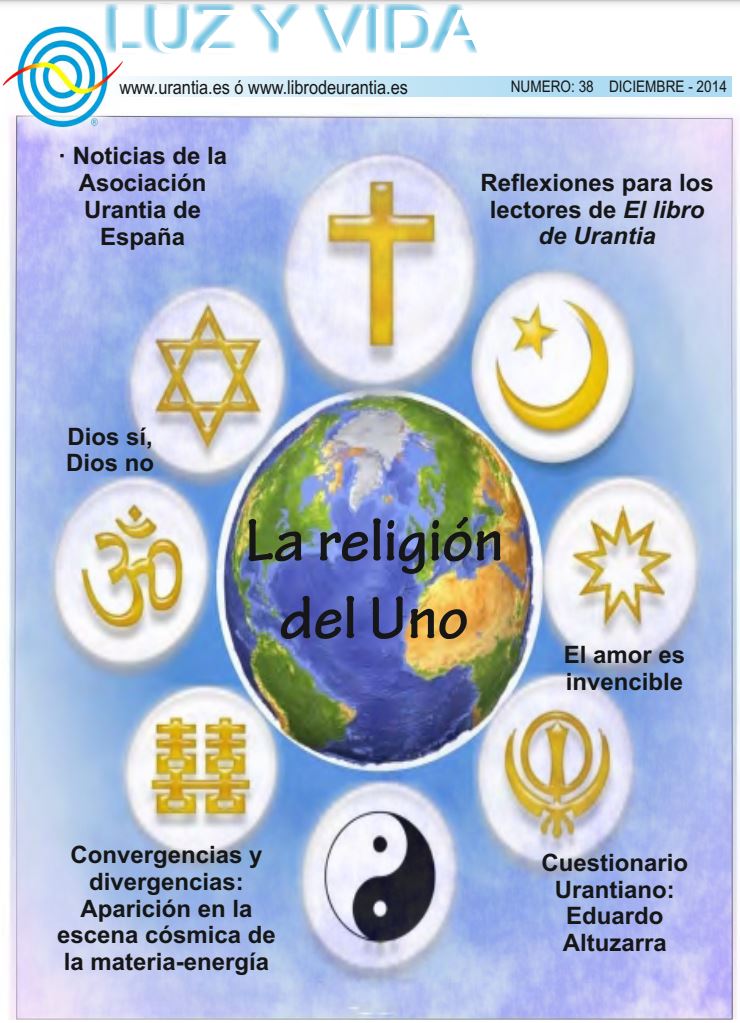 LUZ Y VIDA
www.urantia.es ó www.librodeurantia.es
NUMERO: 38 DICIEMBRE - 2014
®
· Noticias de la
Asociación
Urantia de
España
Reflexiones para los
lectores de El libro
de Urantia
Dios sí,
Dios no
La religión
del Uno
El amor es
invencible
Convergencias y
divergencias:
Aparición en la
escena cósmica de
la materia-energía
Cuestionario
Urantiano:
Eduardo
Altuzarra